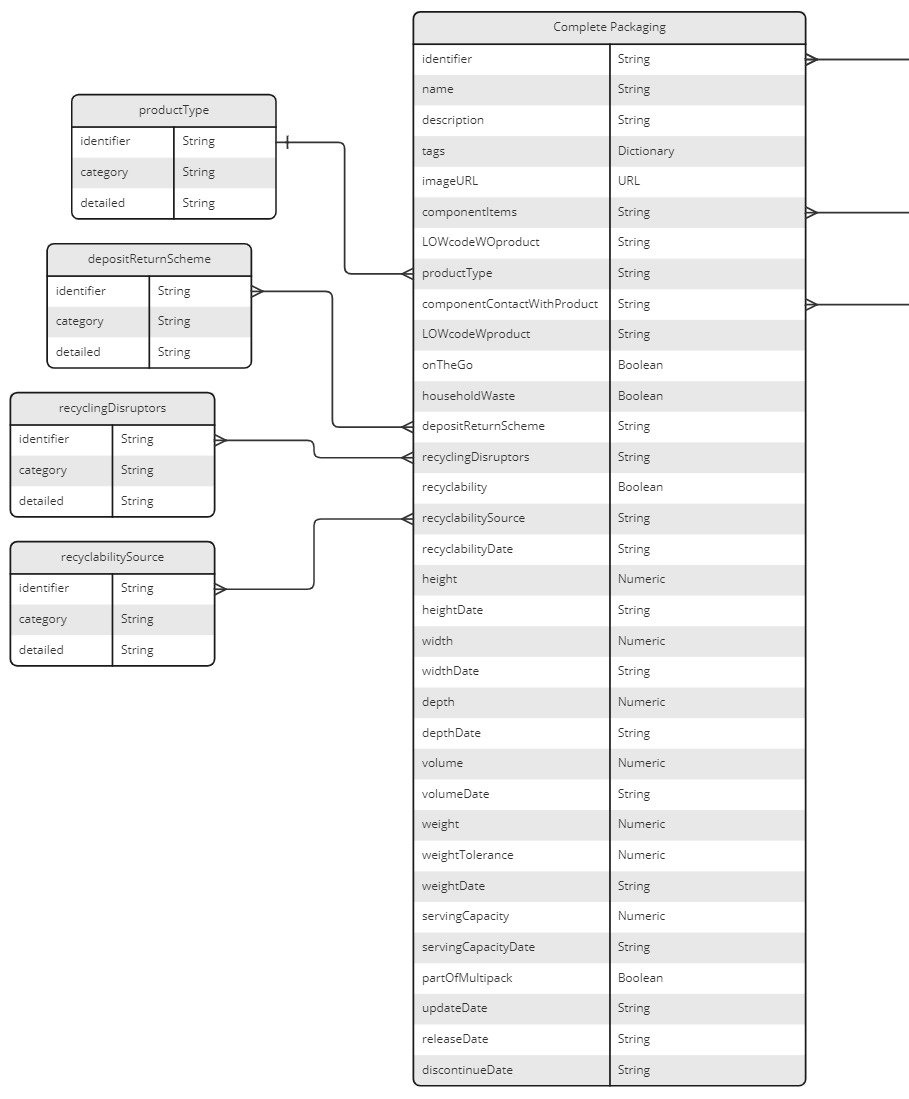 Complete Packaging
identifier String
name String
description String
tags Dictionary
imageURL URL
componentItems String
LOWcodeWOproduct String
productType String
componentContactWithProduct String
LOWcodeWproduct String
onTheGo Boolean
householdWaste Boolean
depositReturnScheme String
recyclingDisruptors String
recyclability Boolean
recyclabilitySource String
recyclabilityDate String
height Numeric
heightDate String
width Numeric
widthDate String
depth Numeric
depthDate String
volume Numeric
volumeDate String
weight Numeric
weightTolerance Numeric
weightDate String
servingCapacity Numeric
servingCapacityDate String
partOfMultipack Boolean
updateDate String
releaseDate String
discontinueDate String
productType
identifier String
category String
detailed String
depositReturnScheme
identifier String
category String
detailed String
recyclingDisruptors
identifier String
category String
detailed String
recyclabilitySource
identifier String
category String
detailed String